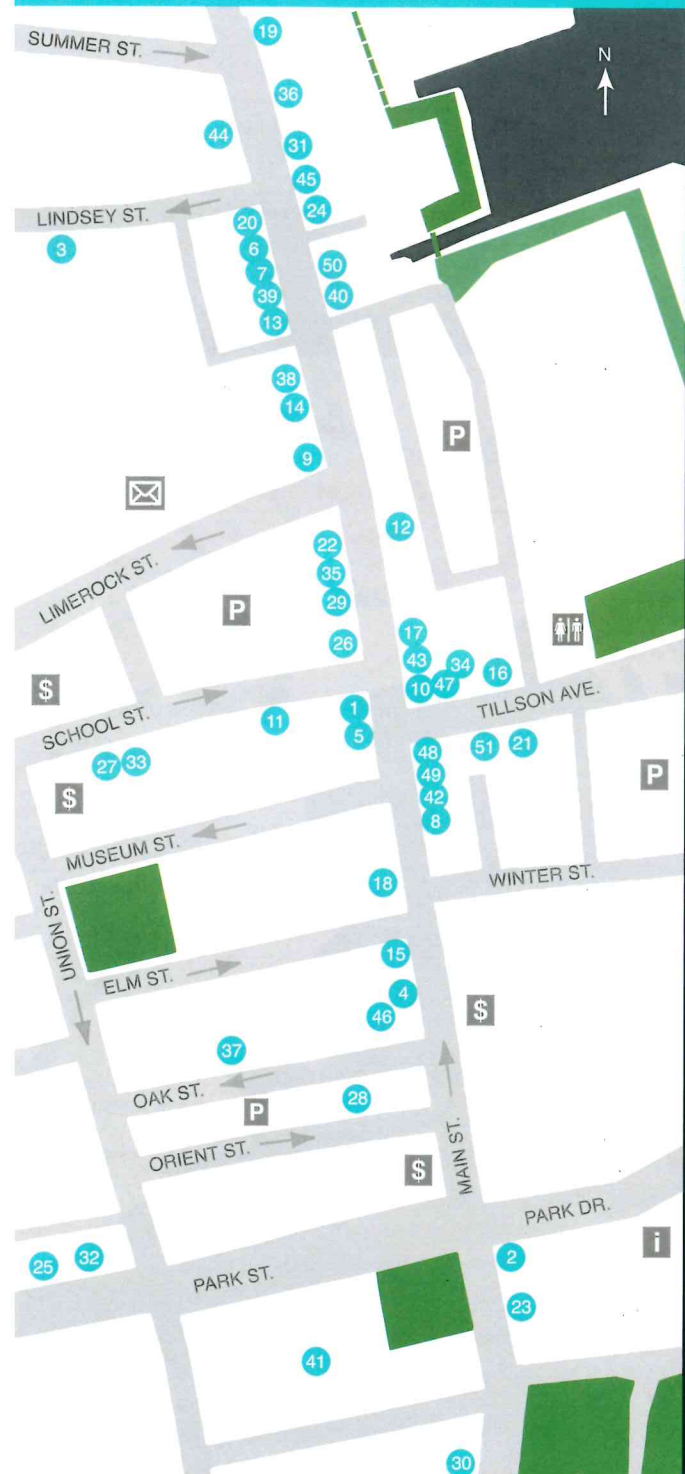 19
SUMMER ST.
N
36
44
31
45
24
LINDSEY ST.
20
3
6
50
7
39
40
13
38
14
P
9
12
22
LIMEROCK ST.
35
29
P
17
26
43
34
16
$
10
47
TILLSON AVE.
1
SCHOOL ST.
11
5
48
51
21
27
33
49
$
42
P
8
MUSEUM ST.
18
WINTER ST.
UNION ST.
15
ELM ST.
4
46
$
37
OAK ST.
28
P
ORIENT ST.
MAIN ST.
$
PARK DR.
i
2
25
32
PARK ST.
23
41
30